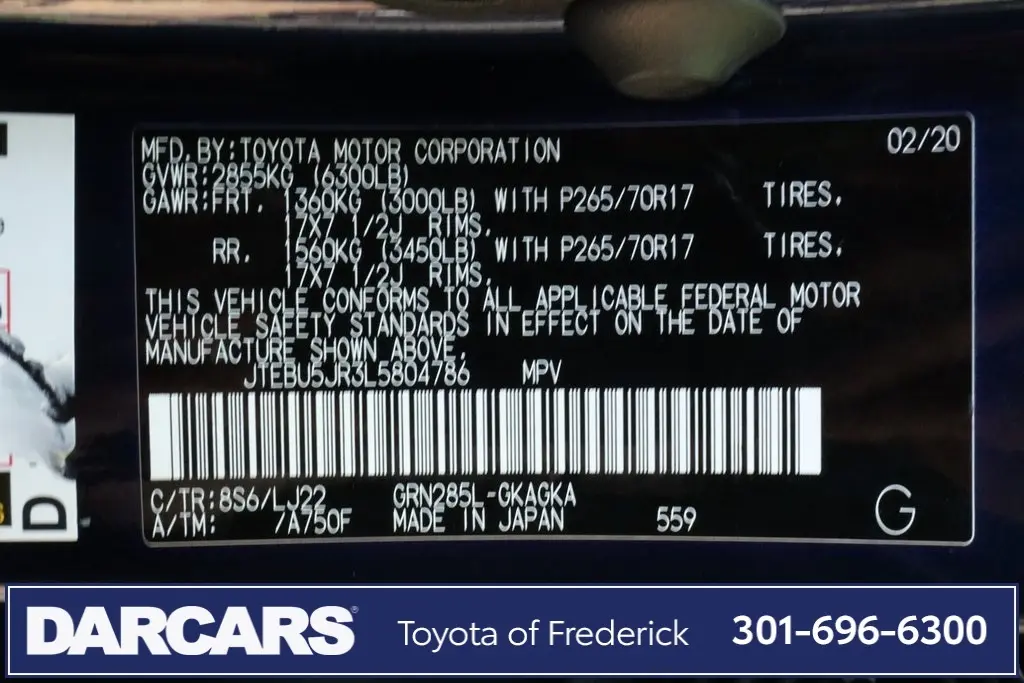 MFD. BY: TOYOTA MOTOR CORPORATION 02/20
GVWR: 2855KG (6300LB)
GAWR: FRT. 1360KG (3000LB) WITH P265/70R17 TIRES,
17X7 1/2J RIMS,
RR. 1560KG (3450LB) WITH P265/70R17 TIRES,
17X7 1/2J RIMS,
THIS VEHICLE CONFORMS TO ALL APPLICABLE FEDERAL MOTOR
VEHICLE SAFETY STANDARDS IN EFFECT ON THE DATE OF
MANUFACTURE SHOWN ABOVE.
JTEBU5JR3L5804786 MPV
C/TR: 8S6/LJ22 GRN285L-GKAGKA
A/TM: /A750F MADE IN JAPAN 559 G
D
DARCARS® Toyota of Frederick 301-696-6300